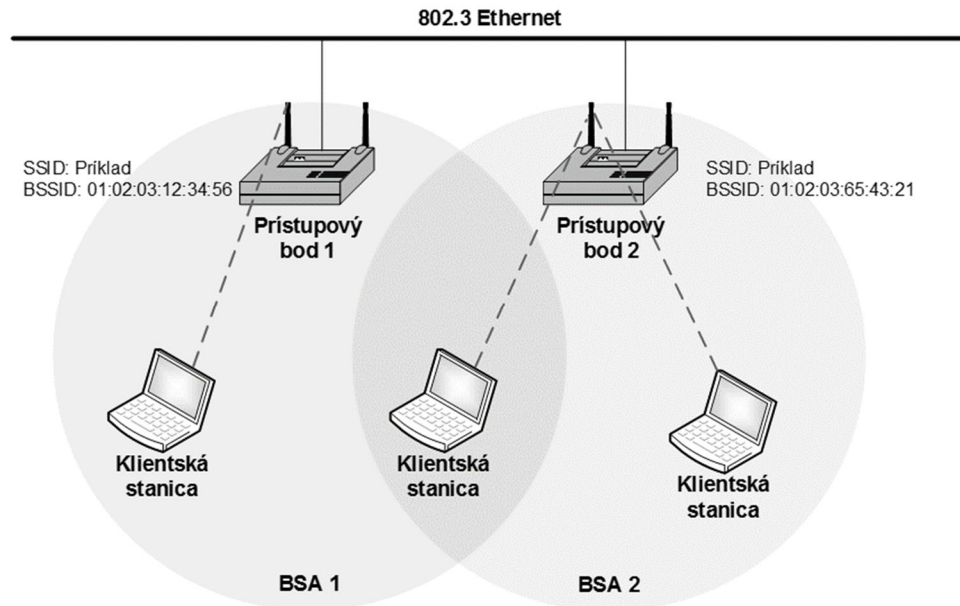 802.3 Ethernet
SSID: Príklad
BSSID: 01:02:03:12:34:56
Prístupový
bod 1
SSID: Príklad
BSSID: 01:02:03:65:43:21
Prístupový
bod 2
Klientská
stanica
Klientská
stanica
Klientská
stanica
BSA 1
BSA 2